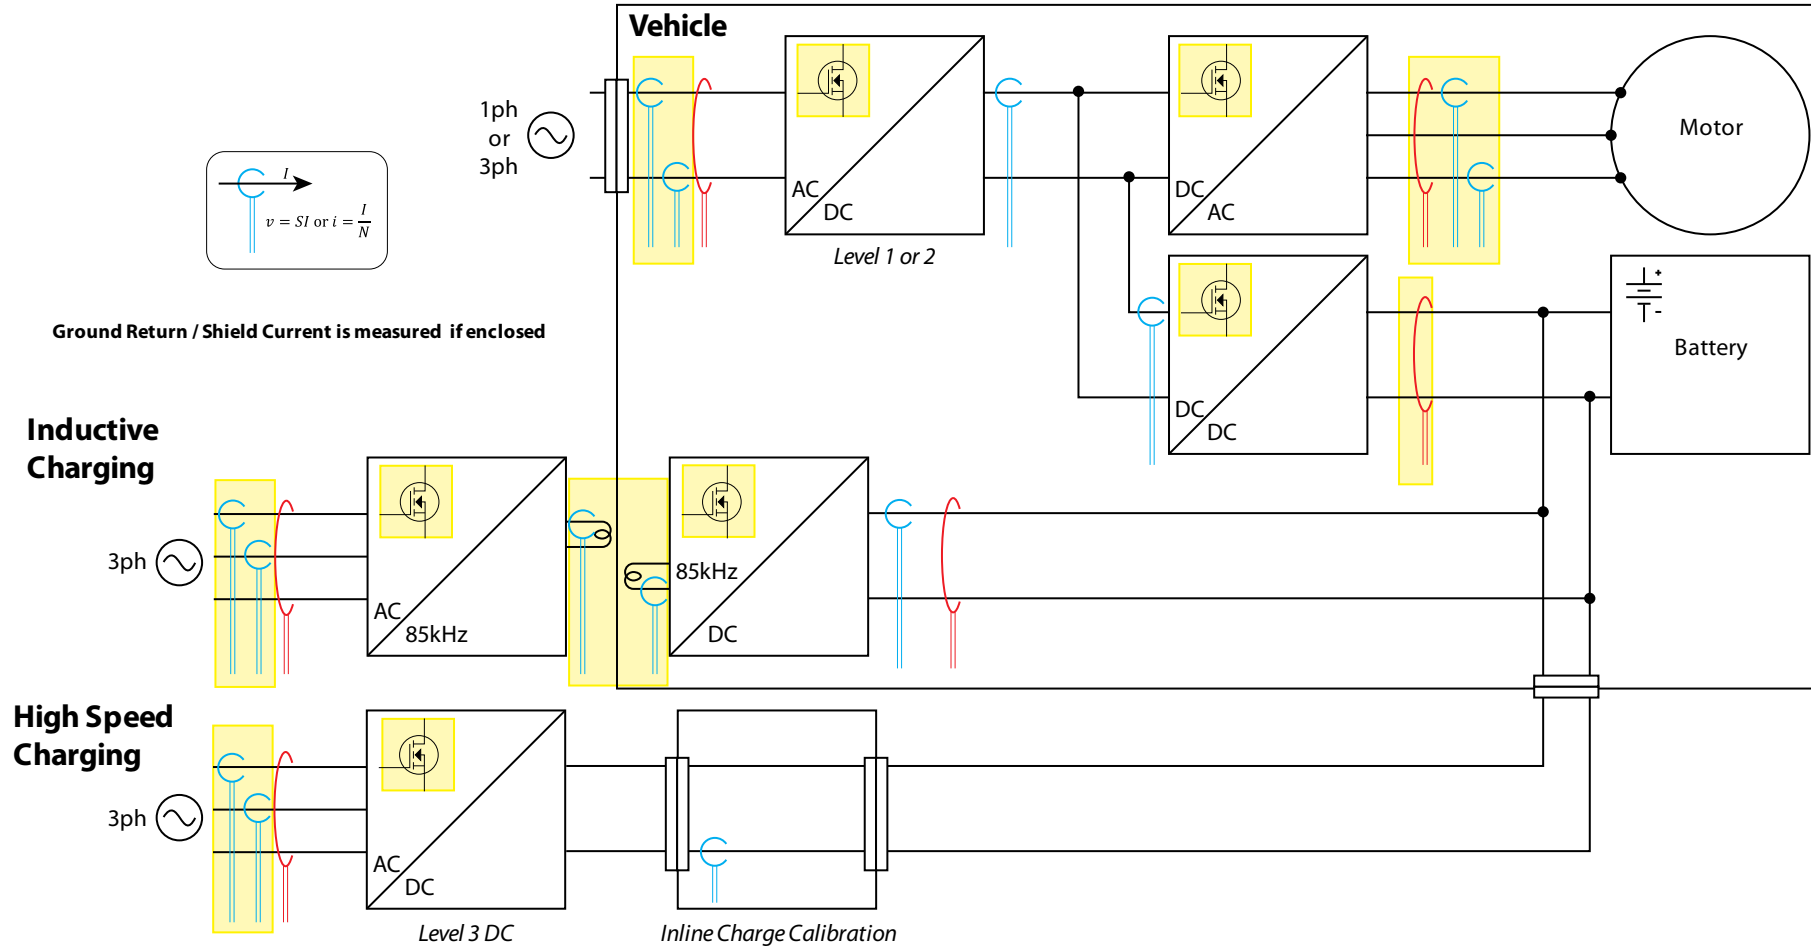 Vehicle
1ph
or
3ph
AC
DC
Level 1 or 2
DC
AC
Motor
I
v = SI or i = I/N
Ground Return / Shield Current is measured if enclosed
DC
DC
+
-
Battery
Inductive
Charging
3ph
AC
85kHz
85kHz
DC
High Speed
Charging
3ph
AC
DC
Level 3 DC
Inline Charge Calibration